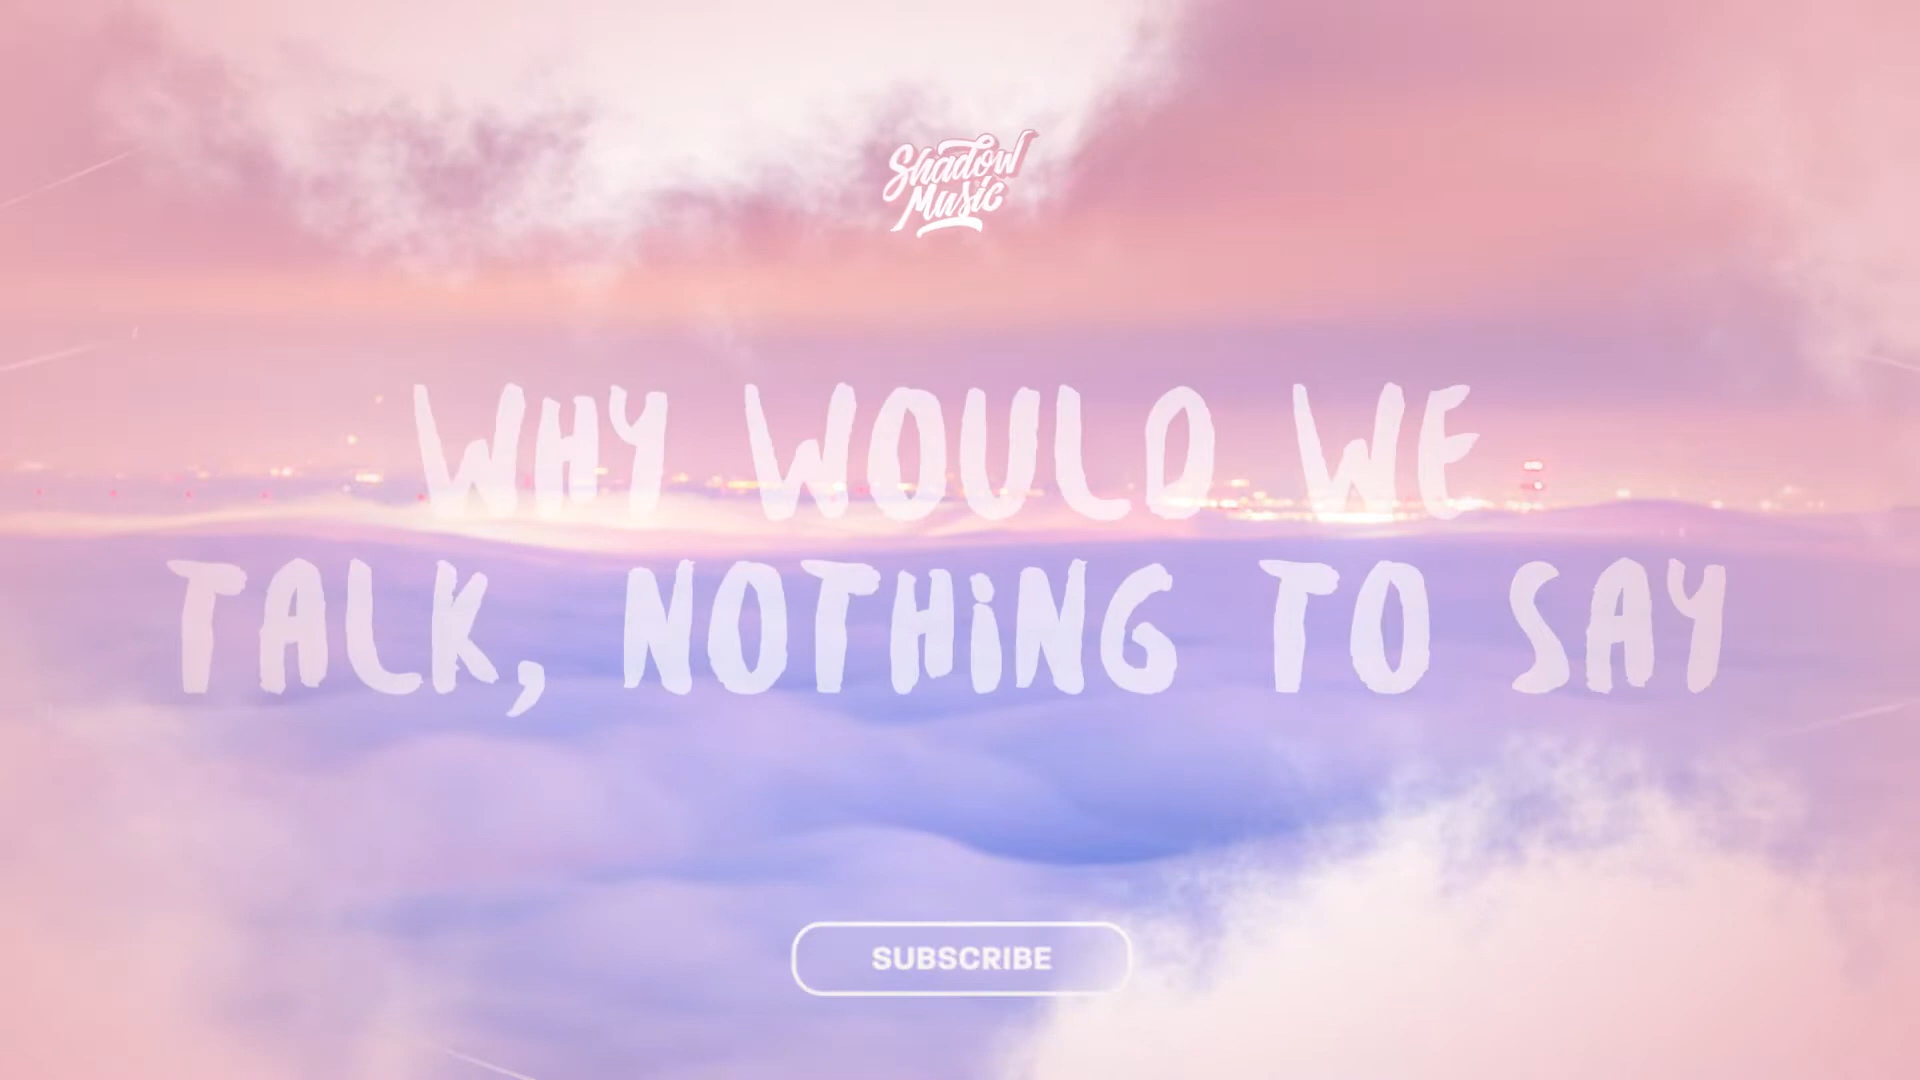 Shadow
Music
WHY WOULD WE
TALK, NOTHiNG TO SAY
SUBSCRIBE